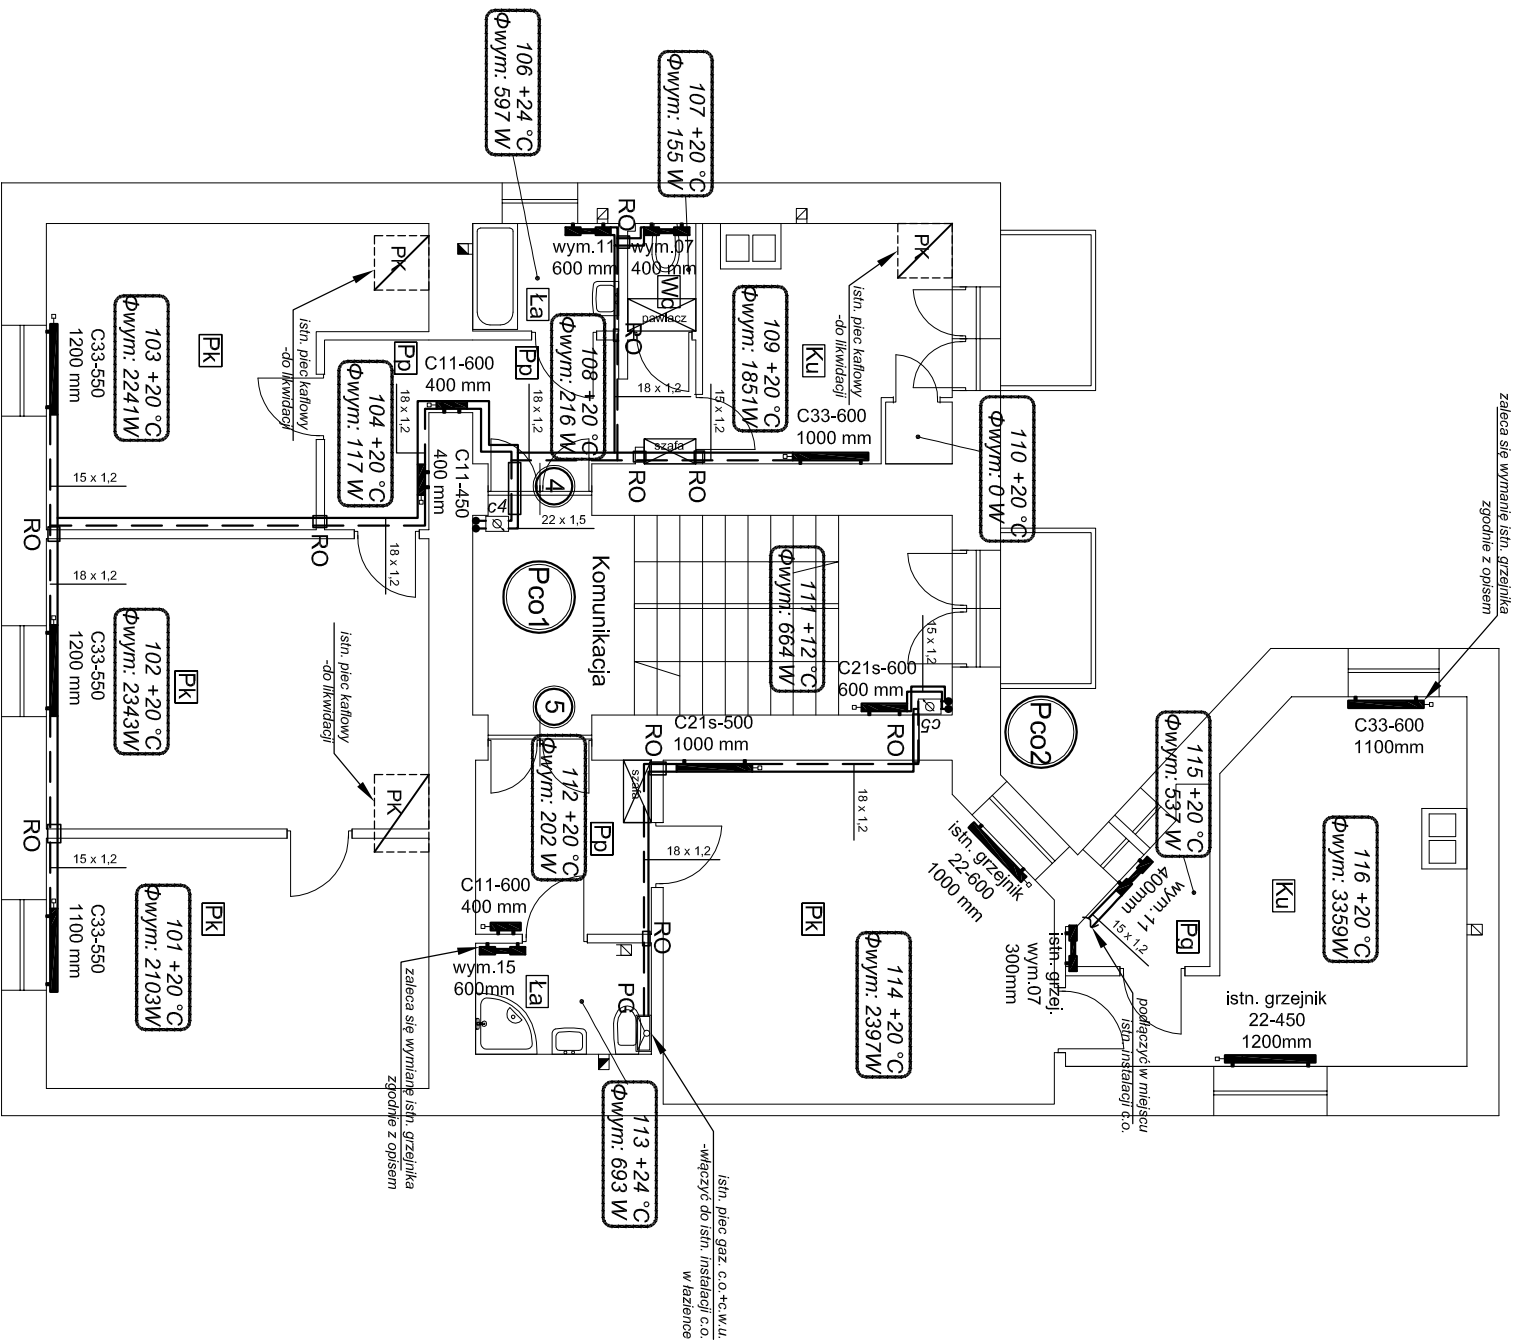 106 +24 °C
Φwym: 597 W
107 +20 °C
Φwym: 155 W
zaleca się wymianę istn. grzejnika
zgodnie z opisem
RO
wym.11
600 mm
wym.07
400 mm
PK
PK
istn. piec kaflowy
-do likwidacji
istn. piec kaflowy
-do likwidacji
103 +20 °C
Φwym: 2241W
Pk
Ła
pawlacz
109 +20 °C
Φwym: 1851W
Ku
C33-550
1200 mm
104 +20 °C
Φwym: 117 W
Pp
C11-600
400 mm
Pp
108 +20 °C
Φwym: 216 W
RO
18 x 1,2
18 x 1,2
18 x 1,2
15 x 1,2
C33-600
1000 mm
110 +20 °C
Φwym: 0 W
szafa
RO
RO
C11-450
400 mm
c4
4
22 x 1,5
15 x 1,2
RO
RO
18 x 1,2
18 x 1,2
C33-550
1200 mm
102 +20 °C
Φwym: 2343W
Pk
istn. piec kaflowy
-do likwidacji
Pco1
Komunikacja
111 +12 °C
Φwym: 664 W
15 x 1,2
C21s-600
600 mm
c5
5
C21s-500
1000 mm
RO
RO
Pco2
C33-600
1100mm
115 +20 °C
Φwym: 537 W
PK
szafa
112 +20 °C
Φwym: 202 W
Pp
18 x 1,2
18 x 1,2
RO
15 x 1,2
istn. grzejnik
22-600
1000 mm
wym. 11
400mm
15 x 1,2
116 +20 °C
Φwym: 3359W
Ku
C33-550
1100 mm
101 +20 °C
Φwym: 2103W
Pk
C11-600
400 mm
RO
wym.15
600mm
Ła
PG
Pk
114 +20 °C
Φwym: 2397W
istn. grzej.
wym.07
300mm
istn. grzejnik
22-450
1200mm
podłączyć w miejscu
istn. instalacji c.o.
zaleca się wymianę istn. grzejnika
zgodnie z opisem
113 +24 °C
Φwym: 693 W
istn. piec gaz. c.o.+c.w.u.
-włączyć do istn. instalacji c.o.
w łazience